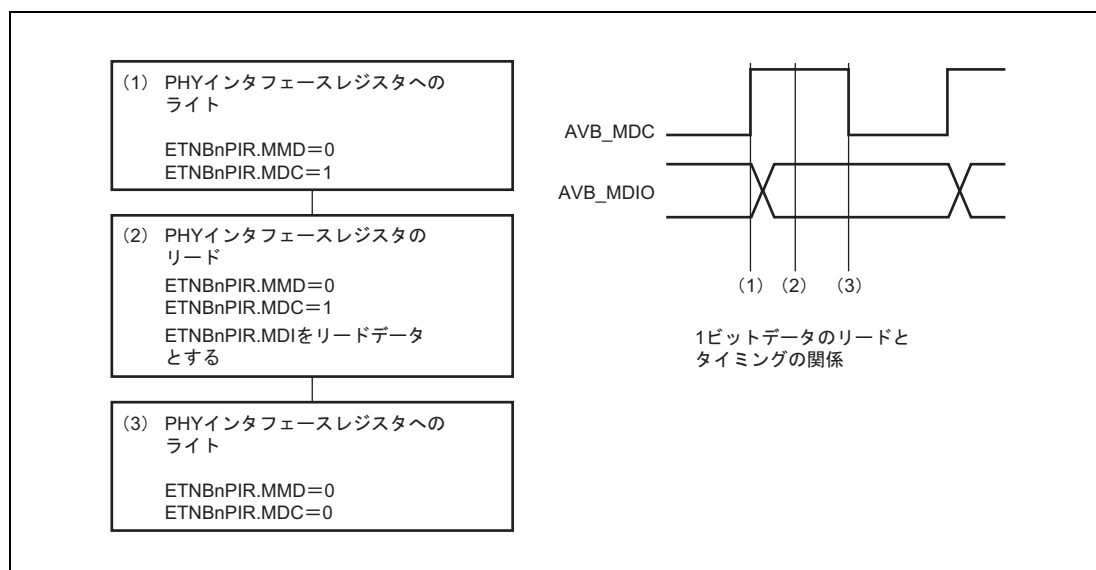 (1) PHYインタフェースレジスタへの
ライト
ETNBnPIR.MMD=0
ETNBnPIR.MDC=1
(2) PHYインタフェースレジスタの
リード
ETNBnPIR.MMD=0
ETNBnPIR.MDC=1
ETNBnPIR.MDIをリードデータ
とする
(3) PHYインタフェースレジスタへの
ライト
ETNBnPIR.MMD=0
ETNBnPIR.MDC=0
AVB_MDC
AVB_MDIO
(1) (2) (3)
1ビットデータのリードと
タイミングの関係